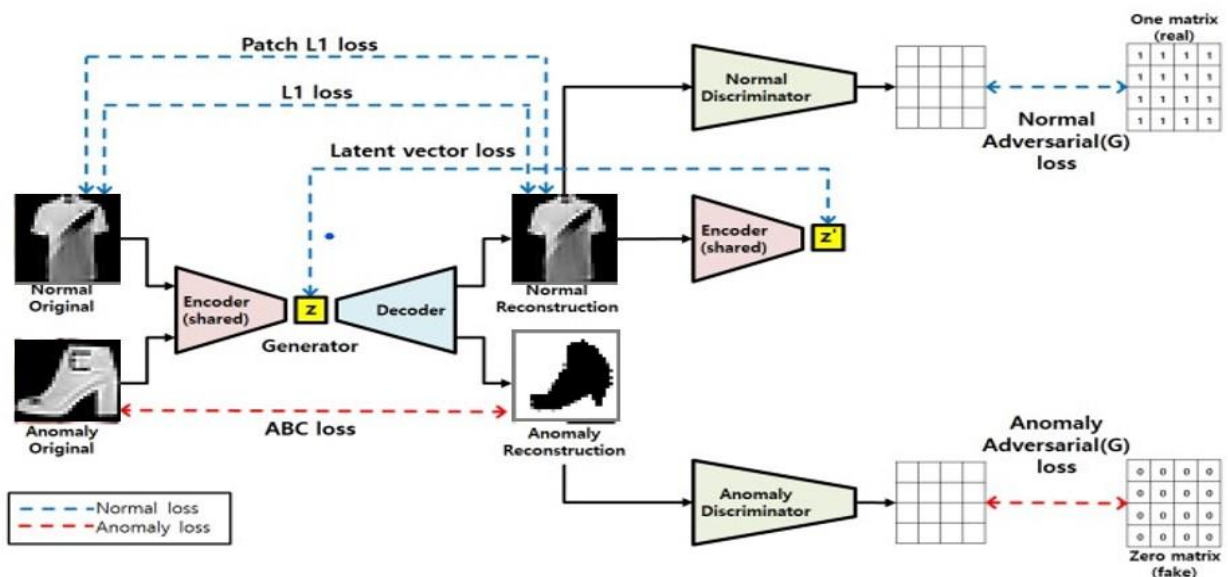 Patch L1 loss
L1 loss
Latent vector loss
Normal
Discriminator
One matrix
(real)
1 1 1 1
1 1 1 1
1 1 1 1
1 1 1 1
Normal
Adversarial(G)
loss
Normal
Original
Encoder
(shared)
z
Decoder
Generator
Normal
Reconstruction
Encoder
(shared)
z'
Anomaly
Original
ABC loss
Anomaly
Reconstruction
Anomaly
Discriminator
Anomaly
Adversarial(G)
loss
0 0 0 0
0 0 0 0
0 0 0 0
0 0 0 0
Zero matrix
(fake)
Normal loss
Anomaly loss